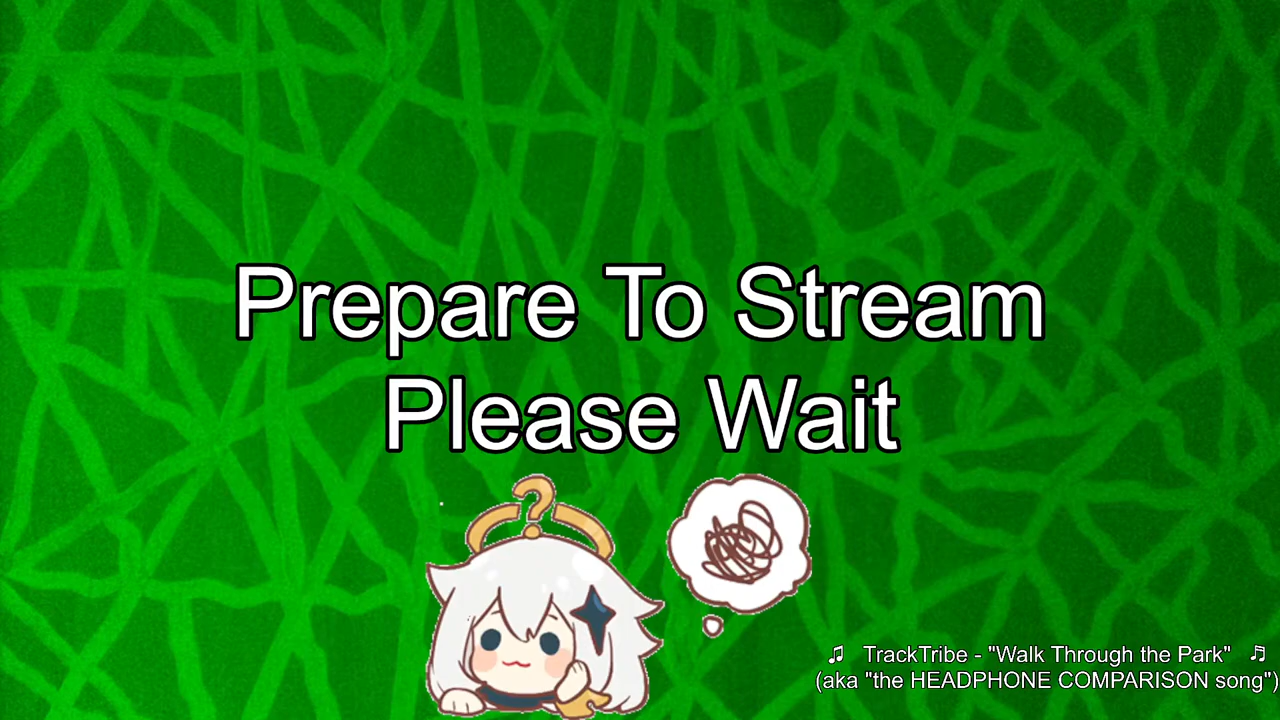 Prepare To Stream
Please Wait
?
♫ TrackTribe - "Walk Through the Park" ♫
(aka "the HEADPHONE COMPARISON song")